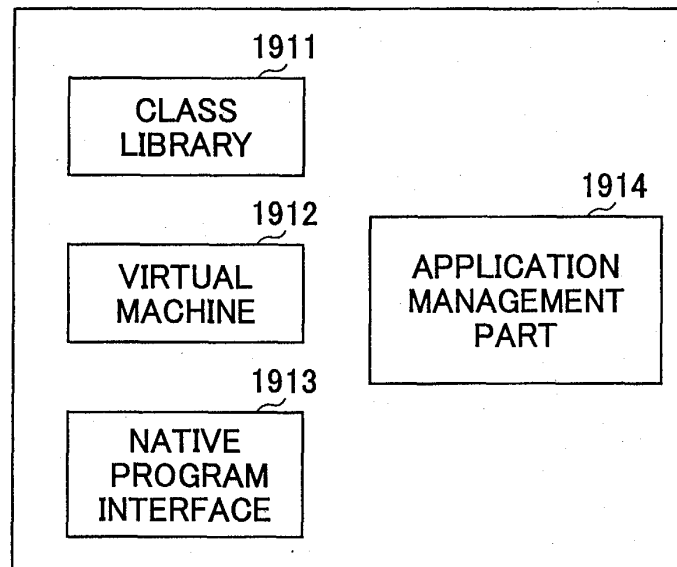 1911
CLASS
LIBRARY
1912
VIRTUAL
MACHINE
1913
NATIVE
PROGRAM
INTERFACE
1914
APPLICATION
MANAGEMENT
PART